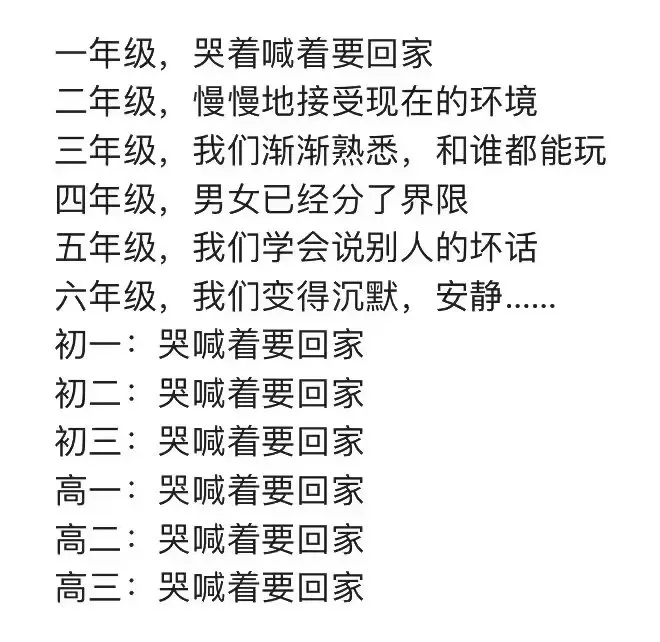 一年级，哭着喊着要回家
二年级，慢慢地接受现在的环境
三年级，我们渐渐熟悉，和谁都能玩
四年级，男女已经分了界限
五年级，我们学会说别人的坏话
六年级，我们变得沉默，安静......
初一：哭喊着要回家
初二：哭喊着要回家
初三：哭喊着要回家
高一：哭喊着要回家
高二：哭喊着要回家
高三：哭喊着要回家